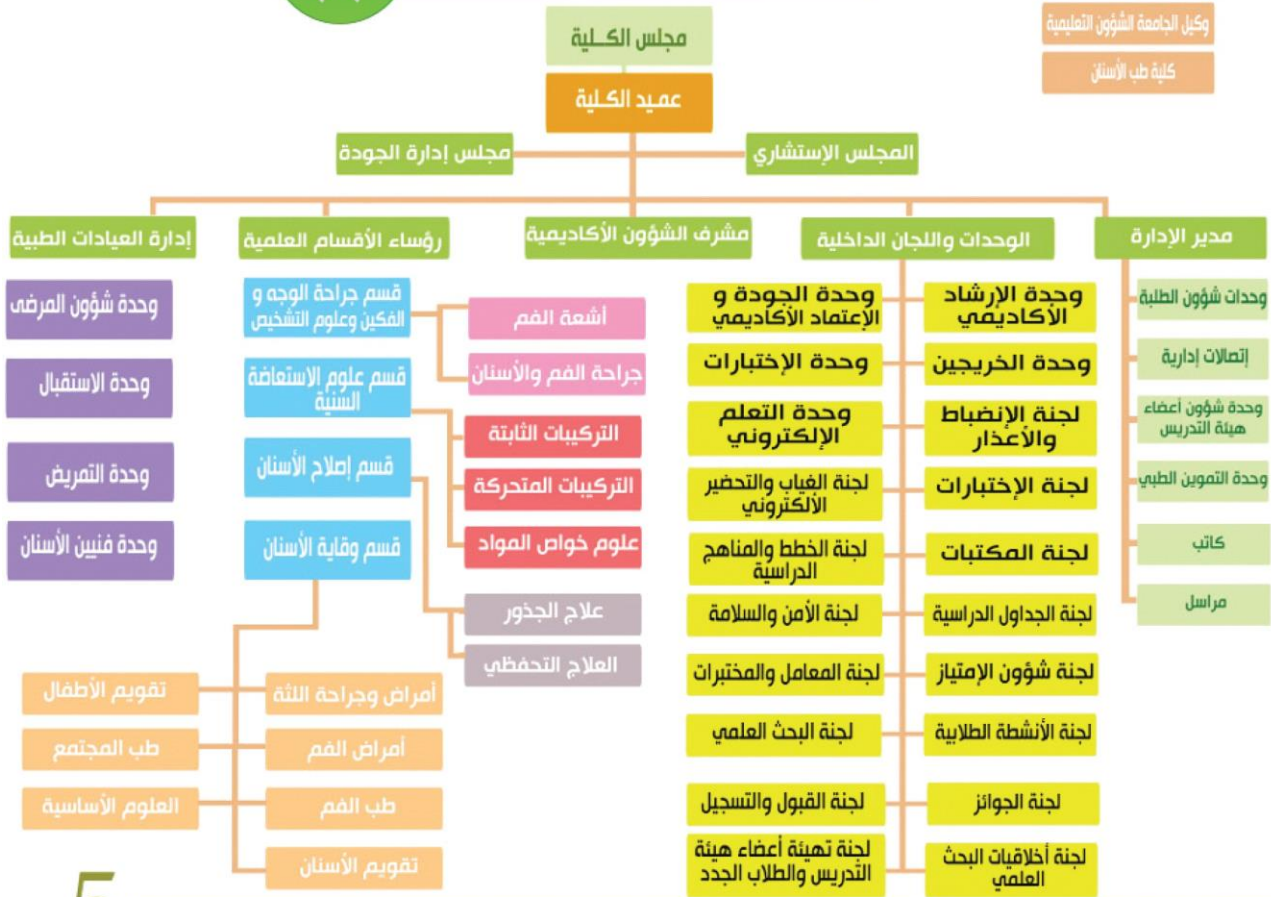 مجلس الكلية
وكيل الجامعة الشؤون التعليمية
كلية طب الأسنان
عميد الكلية
المجلس الإستشاري
مجلس إدارة الجودة
مدير الإدارة
الوحدات واللجان الداخلية
مشرف الشؤون الأكاديمية
رؤساء الأقسام العلمية
إدارة العيادات الطبية
وحدات شؤون الطلبة
إتصالات إدارية
وحدة شؤون أعضاء
هيئة التدريس
وحدة التموين الطبي
كاتب
مراسل
وحدة الإرشاد
الأكاديمي
وحدة الجودة و
الإعتماد الأكاديمي
وحدة الخريجين
وحدة الإختبارات
لجنة الإنضباط
والأعذار
وحدة التعلم
الإلكتروني
لجنة الإختبارات
لجنة الغياب والتحضير
الألكتروني
لجنة المكتبات
لجنة الخطط والمناهج
الدراسية
لجنة الجداول الدراسية
لجنة الأمن والسلامة
لجنة شؤون الإمتياز
لجنة المعامل والمختبرات
لجنة الأنشطة الطلابية
لجنة البحث العلمي
لجنة الجوائز
لجنة القبول والتسجيل
لجنة أخلاقيات البحث
العلمي
لجنة تهيئة أعضاء هيئة
التدريس والطلاب الجدد
قسم جراحة الوجه و
الفكين وعلوم التشخيص
أشعة الفم
جراحة الفم والأسنان
قسم علوم الاستعاضة
السنية
التركيبات الثابتة
التركيبات المتحركة
علوم خواص المواد
قسم إصلاح الأسنان
علاج الجذور
العلاج التحفظي
قسم وقاية الأسنان
أمراض وجراحة اللثة
تقويم الأطفال
أمراض الفم
طب المجتمع
طب الفم
العلوم الأساسية
تقويم الأسنان
وحدة شؤون المرضى
وحدة الاستقبال
وحدة التمريض
وحدة فنيين الأسنان